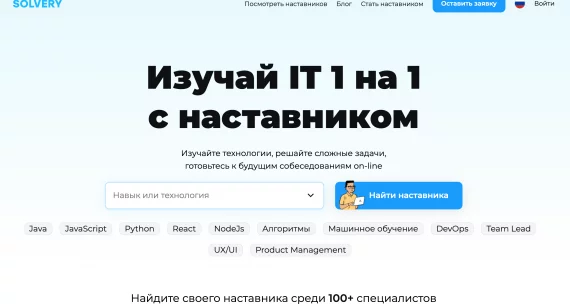 SOLVERY
Посмотреть наставников Блог Стать наставником Оставить заявку Войти
Изучай IT 1 на 1
с наставником
Изучайте технологии, решайте сложные задачи,
готовьтесь к будущим собеседованиям on-line
Навык или технология
Найти наставника
Java JavaScript Python React NodeJs Алгоритмы Машинное обучение DevOps Team Lead
UX/UI Product Management
Найдите своего наставника среди 100+ специалистов